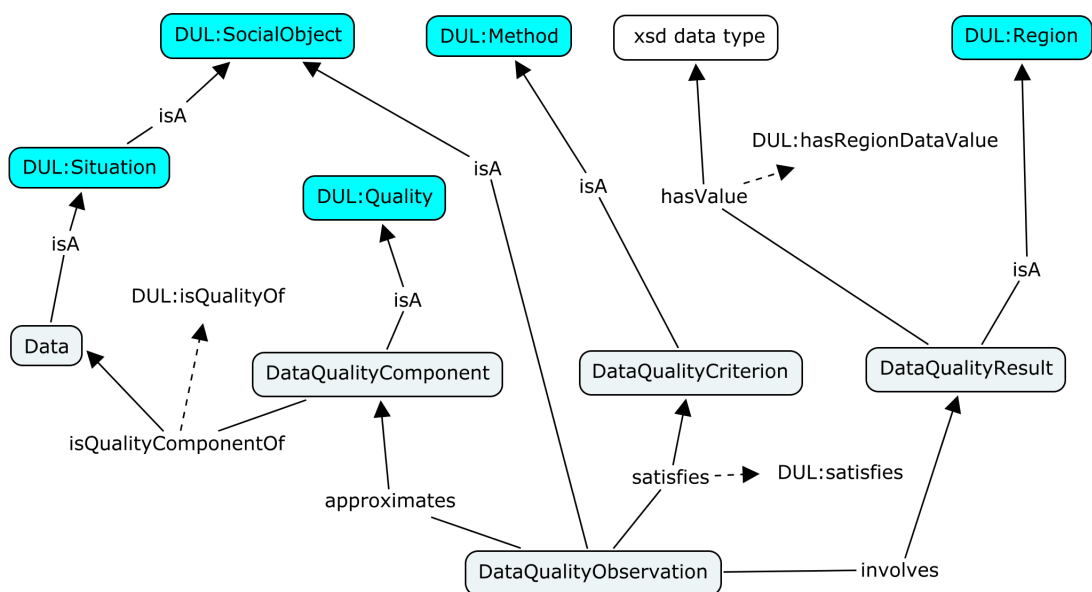 DUL:SocialObject
DUL:Method
xsd data type
DUL:Region
isA
DUL:hasRegionDataValue
DUL:Situation
isA
DUL:Quality
isA
hasValue
isA
DUL:isQualityOf
isA
isA
Data
DataQualityComponent
DataQualityCriterion
DataQualityResult
isQualityComponentOf
satisfies
DUL:satisfies
approximates
DataQualityObservation
involves